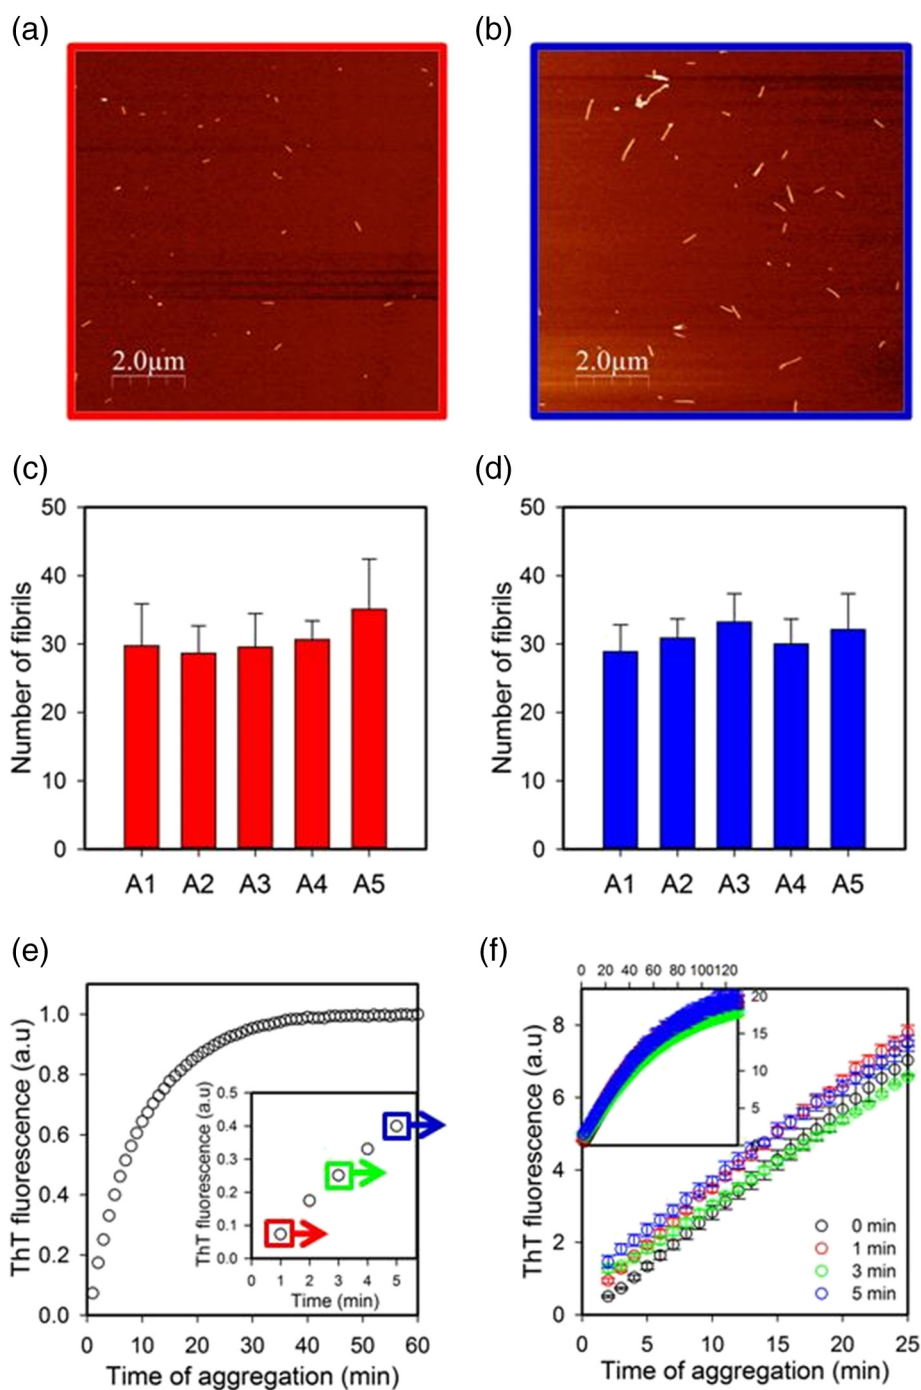 (a)
(b)
2.0μm
2.0μm
(c)
(d)
50
40
30
20
10
0
Number of fibrils
A1 A2 A3 A4 A5
50
40
30
20
10
0
Number of fibrils
A1 A2 A3 A4 A5
(e)
(f)
1.0
0.8
0.6
0.4
0.2
0.0
ThT fluorescence (a.u)
0 10 20 30 40 50 60
Time of aggregation (min)
0.5
0.4
0.3
0.2
0.1
0.0
ThT fluorescence (a.u)
0 1 2 3 4 5
Time (min)
0 20 40 60 80 100 120
20
15
10
5
8
6
4
2
0
ThT fluorescence (a.u)
0 min
1 min
3 min
5 min
0 5 10 15 20 25
Time of aggregation (min)